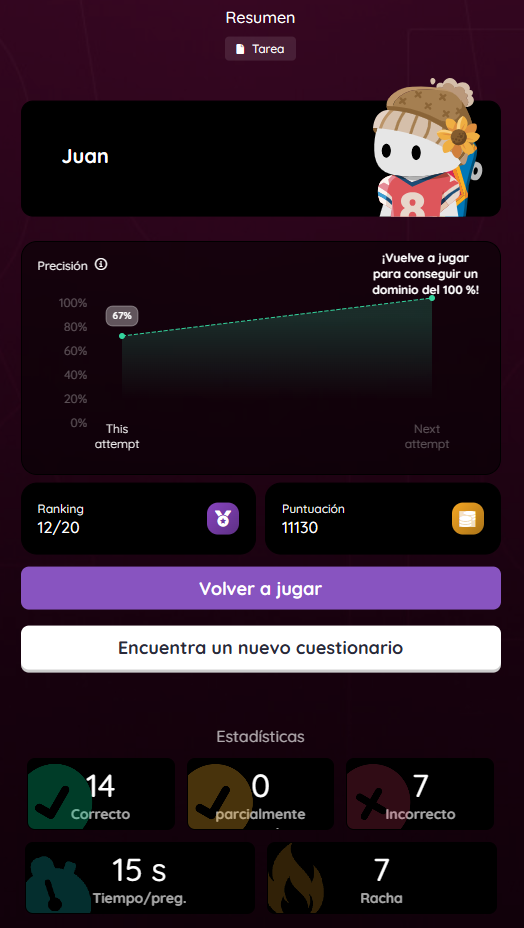 Resumen
Tarea
Juan
8
Precisión
¡Vuelve a jugar
para conseguir un
dominio del 100 %!
100%
67%
80%
60%
40%
20%
0%
This
attempt
Next
attempt
Ranking
12/20
Puntuación
11130
Volver a jugar
Encuentra un nuevo cuestionario
Estadísticas
14
Correcto
0
parcialmente
7
Incorrecto
15 s
Tiempo/preg.
7
Racha